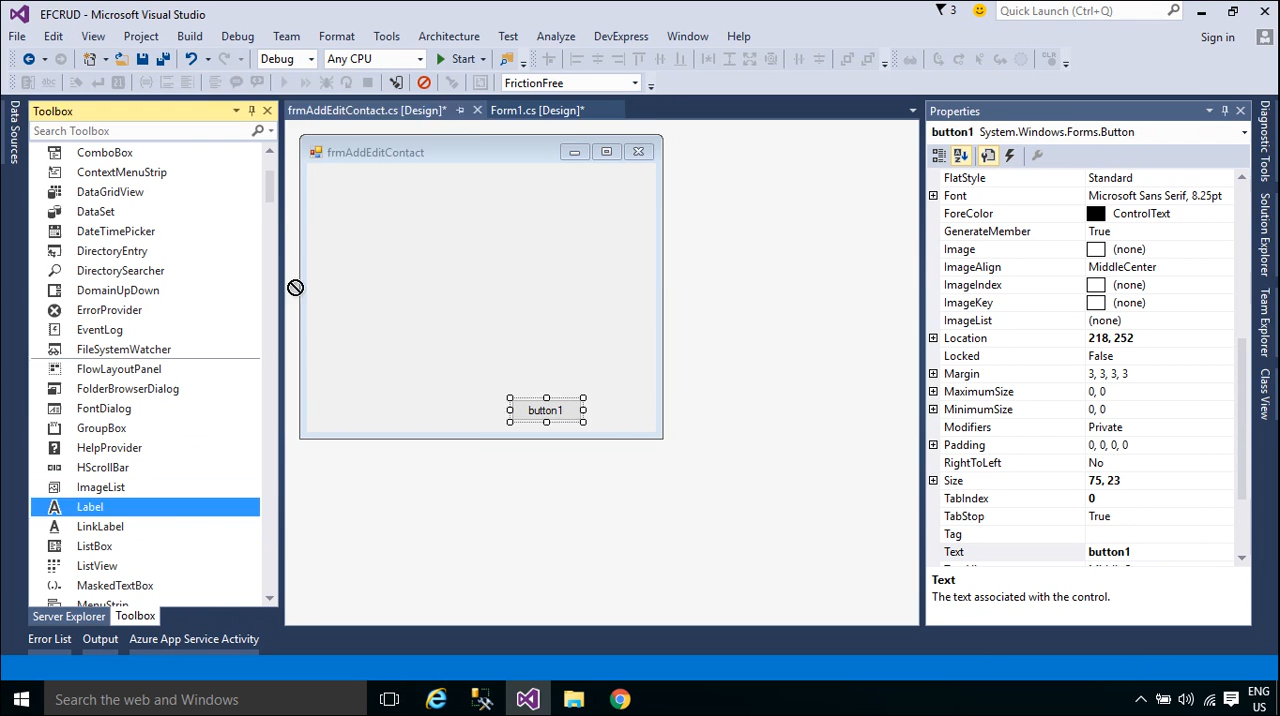 EFCRUD - Microsoft Visual Studio
3
Quick Launch (Ctrl+Q)
File Edit View Project Build Debug Team Format Tools Architecture Test Analyze DevExpress Window Help
Sign in
Debug Any CPU Start
FrictionFree
Data Sources
Toolbox
Search Toolbox
ComboBox
ContextMenuStrip
DataGridView
DataSet
DateTimePicker
DirectoryEntry
DirectorySearcher
DomainUpDown
ErrorProvider
EventLog
FileSystemWatcher
FlowLayoutPanel
FolderBrowserDialog
FontDialog
GroupBox
HelpProvider
HScrollBar
ImageList
Label
LinkLabel
ListBox
ListView
MaskedTextBox
MenuStrip
Server Explorer Toolbox
frmAddEditContact.cs [Design]* Form1.cs [Design]*
frmAddEditContact
button1
Properties
button1 System.Windows.Forms.Button
FlatStyle Standard
Font Microsoft Sans Serif, 8.25pt
ForeColor ControlText
GenerateMember True
Image (none)
ImageAlign MiddleCenter
ImageIndex (none)
ImageKey (none)
ImageList (none)
Location 218, 252
Locked False
Margin 3, 3, 3, 3
MaximumSize 0, 0
MinimumSize 0, 0
Modifiers Private
Padding 0, 0, 0, 0
RightToLeft No
Size 75, 23
TabIndex 0
TabStop True
Tag
Text button1
Text
The text associated with the control.
Diagnostic Tools
Solution Explorer
Team Explorer
Class View
Error List Output Azure App Service Activity
Search the web and Windows
ENG
US